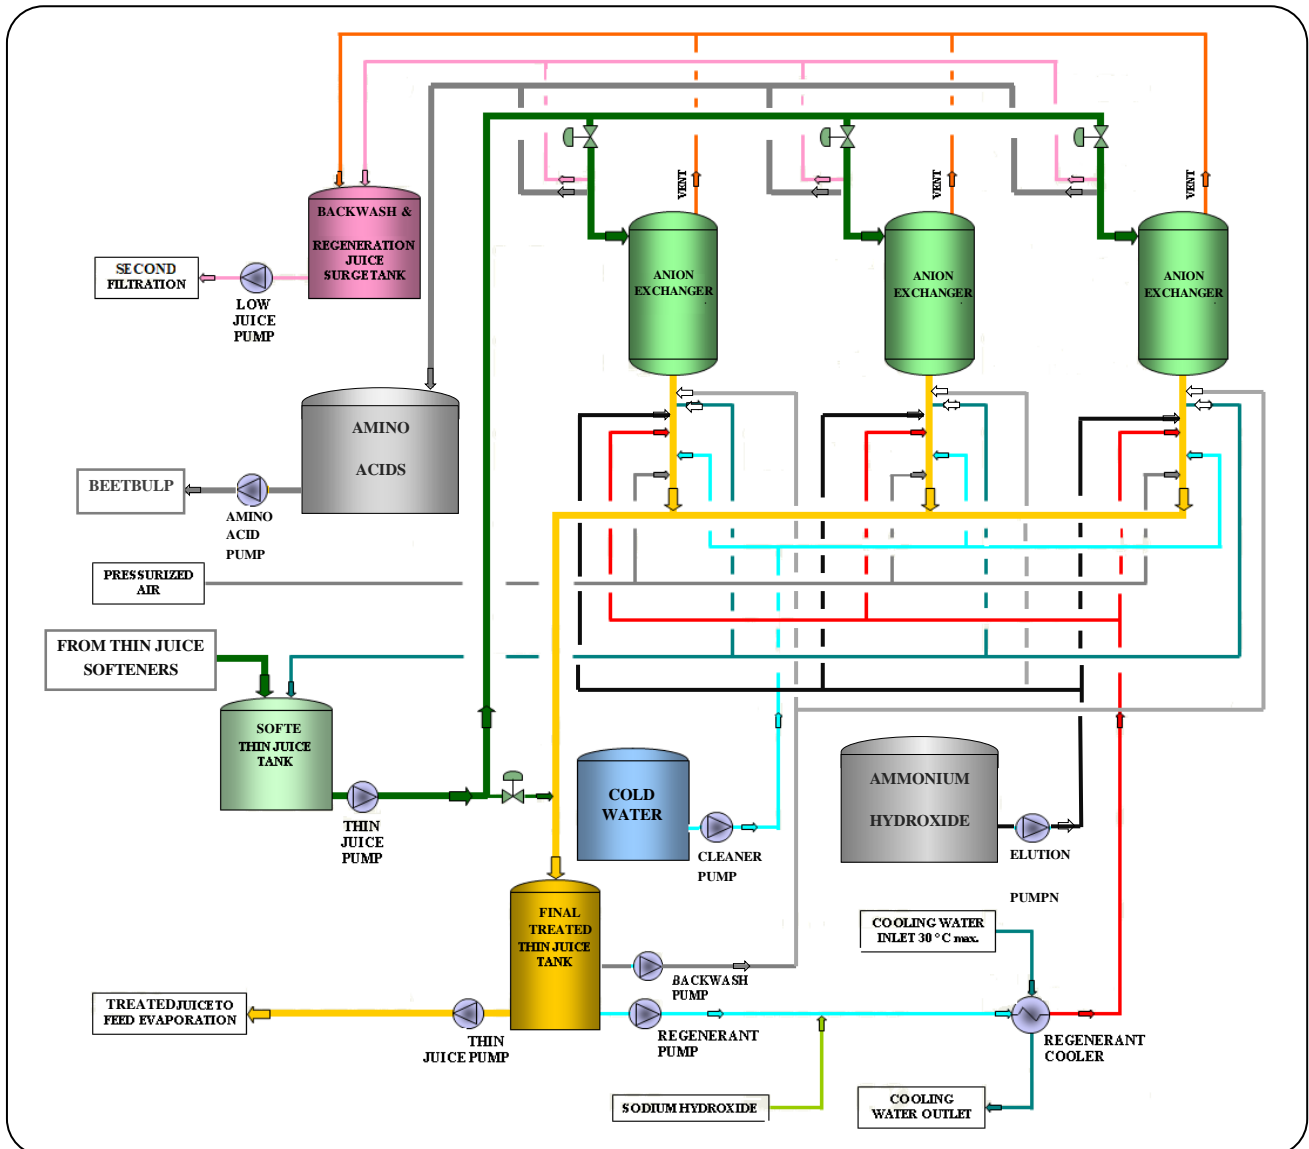 VENT
VENT
VENT
BACKWASH &
REGENERATION
JUICE
SURGETANK
SECOND
FILTRATION
LOW
JUICE
PUMP
ANION
EXCHANGER
ANION
EXCHANGER
ANION
EXCHANGER
AMINO
ACIDS
BEETBULP
AMINO
ACID
PUMP
PRESSURIZED
AIR
FROM THIN JUICE
SOFTENERS
SOFTE
THIN JUICE
TANK
THIN
JUICE
PUMP
COLD
WATER
CLEANER
PUMP
AMMONIUM
HYDROXIDE
ELUTION
PUMPN
FINAL
TREATED
THIN JUICE
TANK
COOLING WATER
INLET 30 °C max.
BACKWASH
PUMP
TREATED JUICE TO
FEED EVAPORATION
THIN
JUICE PUMP
REGENERANT
PUMP
REGENERANT
COOLER
SODIUM HYDROXIDE
COOLING
WATER OUTLET